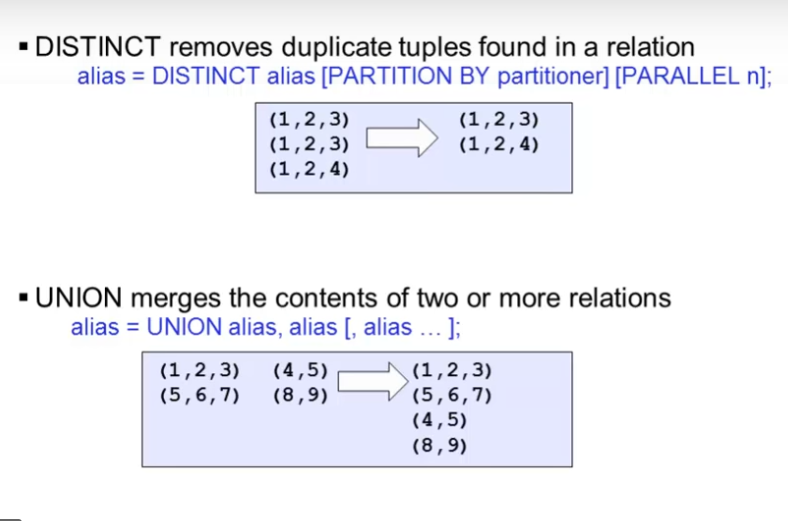 ▪ DISTINCT removes duplicate tuples found in a relation
alias = DISTINCT alias [PARTITION BY partitioner] [PARALLEL n];
(1,2,3) (1,2,3)
(1,2,3) (1,2,4)
(1,2,4)
▪ UNION merges the contents of two or more relations
alias = UNION alias, alias [, alias … ];
(1,2,3) (4,5) (1,2,3)
(5,6,7) (8,9) (5,6,7)
(4,5)
(8,9)